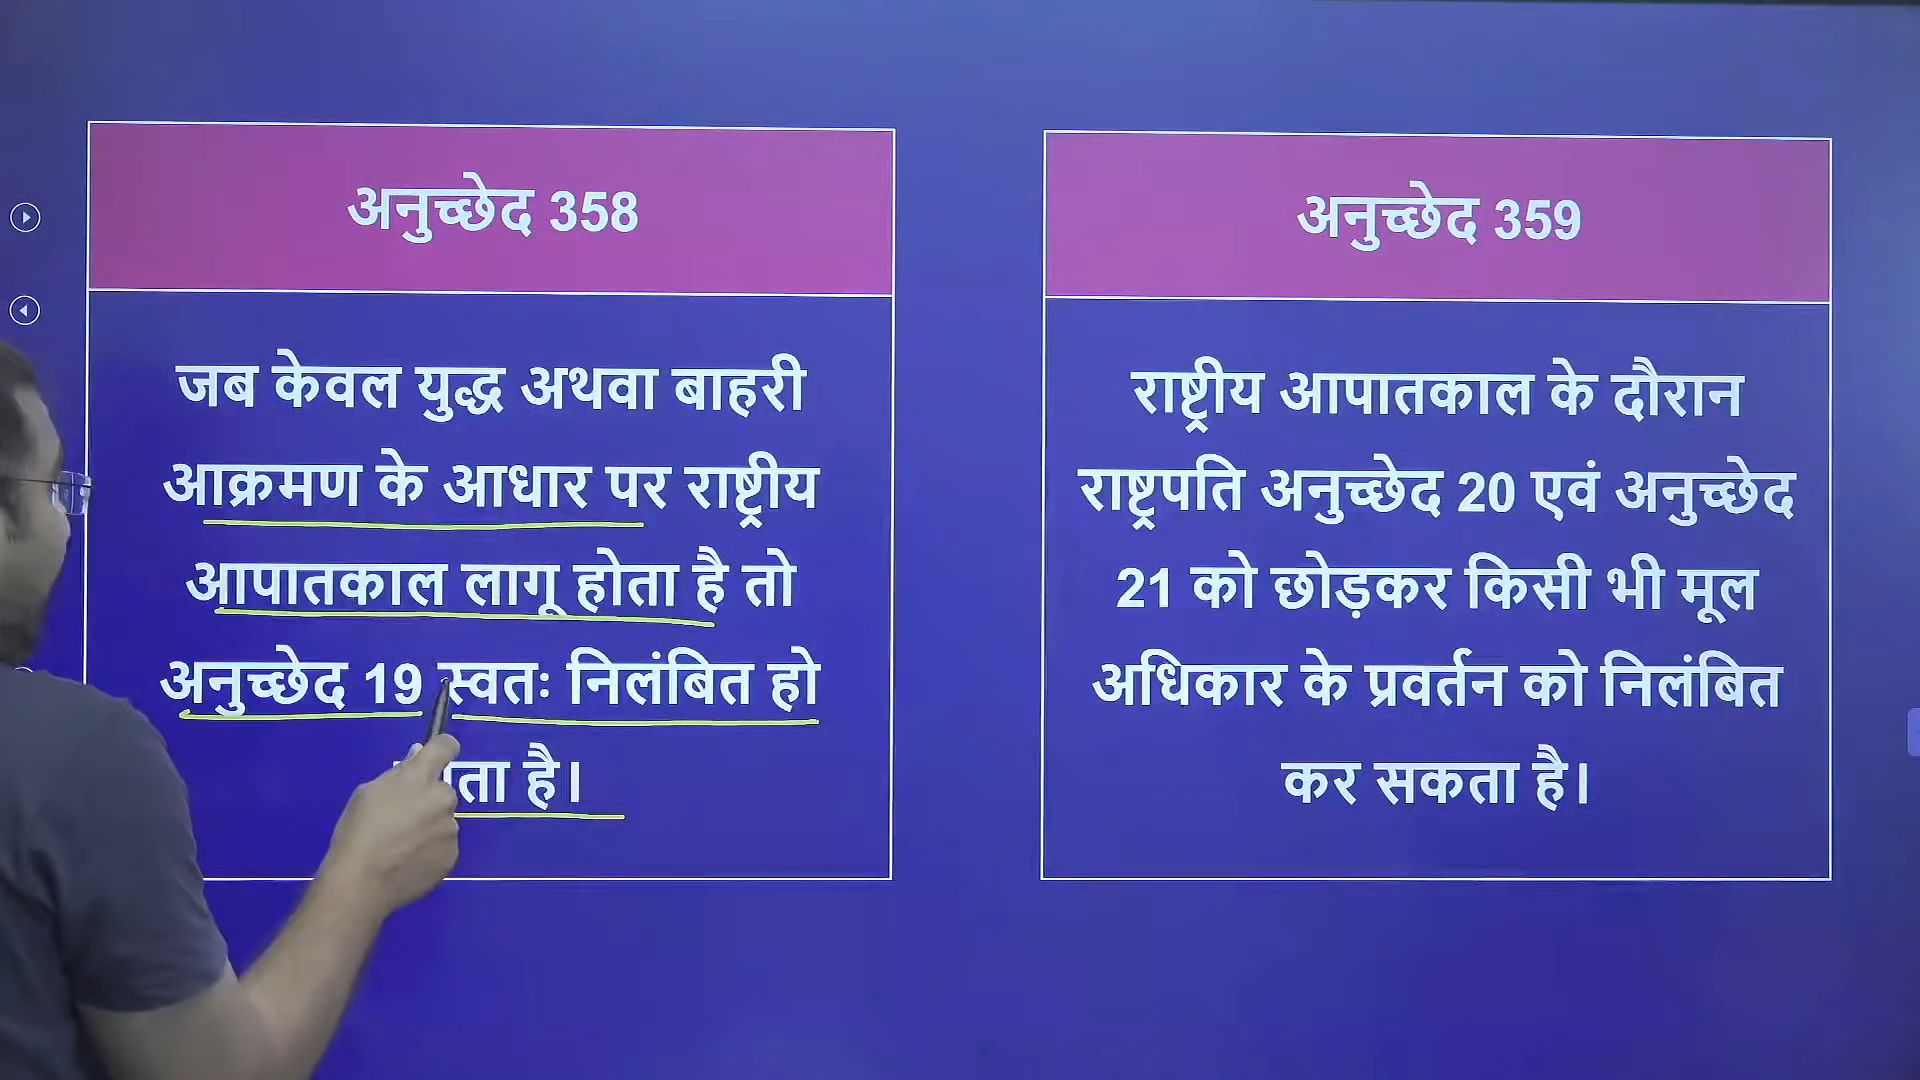 अनुच्छेद 358
जब केवल युद्ध अथवा बाहरी
आक्रमण के आधार पर राष्ट्रीय
आपातकाल लागू होता है तो
अनुच्छेद 19 स्वतः निलंबित हो
है।
अनुच्छेद 359
राष्ट्रीय आपातकाल के दौरान
राष्ट्रपति अनुच्छेद 20 एवं अनुच्छेद
21 को छोड़कर किसी भी मूल
अधिकार के प्रवर्तन को निलंबित
कर सकता है।